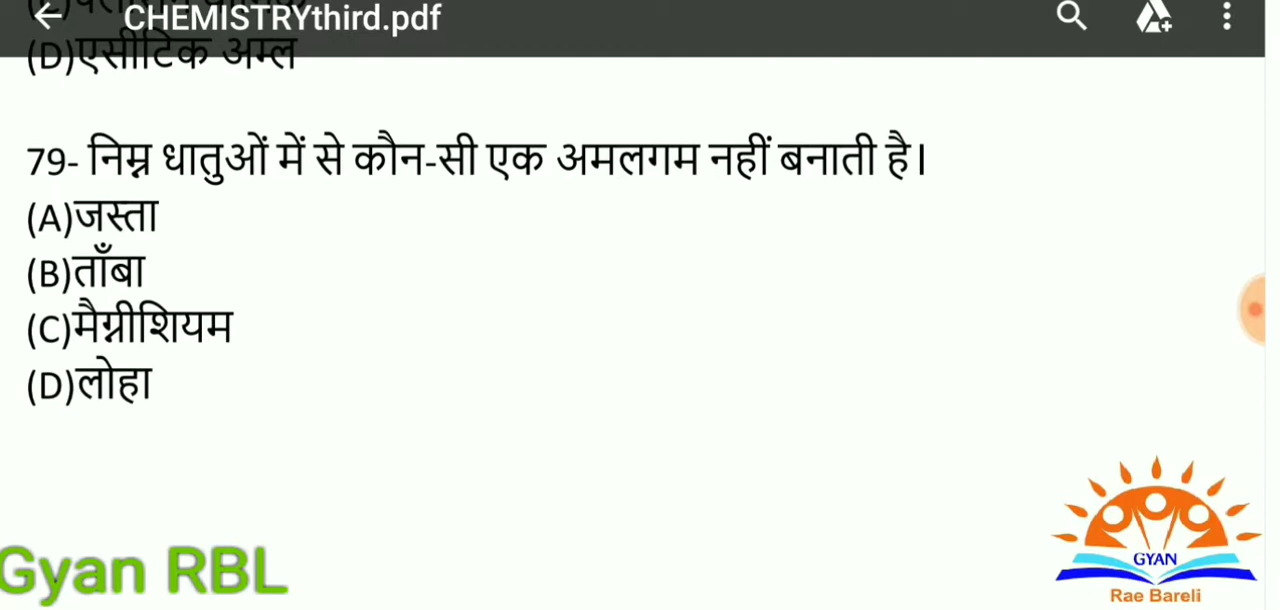 CHEMISTRYthird.pdf
(D)एसीटिक अम्ल
79- निम्न धातुओं में से कौन-सी एक अमलगम नहीं बनाती है।
(A)जस्ता
(B)ताँबा
(C)मैग्नीशियम
(D)लोहा
Gyan RBL
GYAN
Rae Bareli